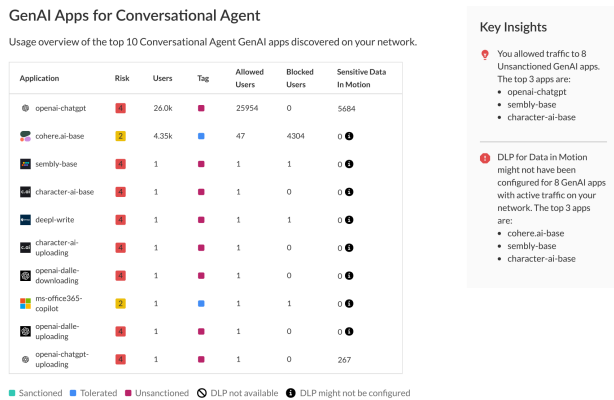 GenAI Apps for Conversational Agent
Usage overview of the top 10 Conversational Agent GenAI apps discovered on your network.
Application Risk Users Tag Allowed Users Blocked Users Sensitive Data In Motion
openai-chatgpt 4 26.0k 25954 0 5684
cohere.ai-base 2 4.35k 47 4304 0
sembly-base 4 1 1 1 0
character-ai-base 4 1 1 0 0
deepl-write 4 1 1 1 0
character-ai-uploading 4 1 1 0 0
openai-dalle-downloading 4 1 1 0 0
ms-office365-copilot 2 1 1 1 0
openai-dalle-uploading 4 1 1 0 0
openai-chatgpt-uploading 4 1 1 0 267
Sanctioned Tolerated Unsanctioned DLP not available DLP might not be configured
Key Insights
You allowed traffic to 8
Unsanctioned GenAI apps.
The top 3 apps are:
• openai-chatgpt
• sembly-base
• character-ai-base
DLP for Data in Motion
might not have been
configured for 8 GenAI apps
with active traffic on your
network. The top 3 apps
are:
• cohere.ai-base
• sembly-base
• character-ai-base